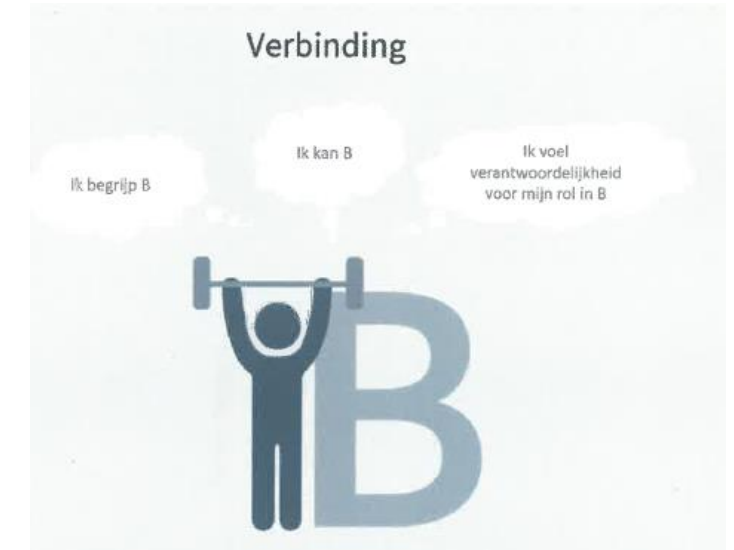 Verbinding
Ik begrijp B
Ik kan B
Ik voel
verantwoordelijkheid
voor mijn rol in B
B